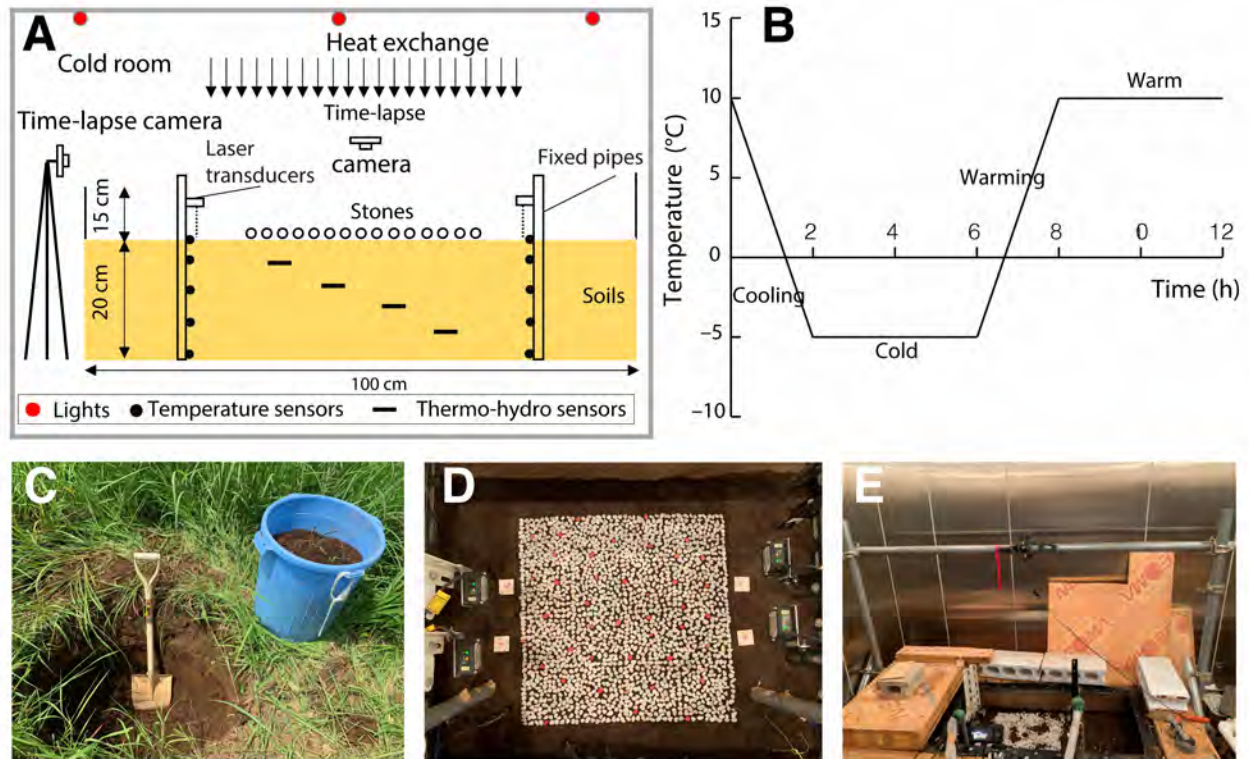 A
Heat exchange
Cold room
Time-lapse
Time-lapse camera
camera
Laser
transducers
Fixed pipes
15 cm
Stones
20 cm
Soils
100 cm
Lights
Temperature sensors
Thermo-hydro sensors
B
Temperature (°C)
15
10
5
0
−5
−10
Warm
Warming
2 4 6 8 0 12
Time (h)
Cooling
Cold
C
D
E